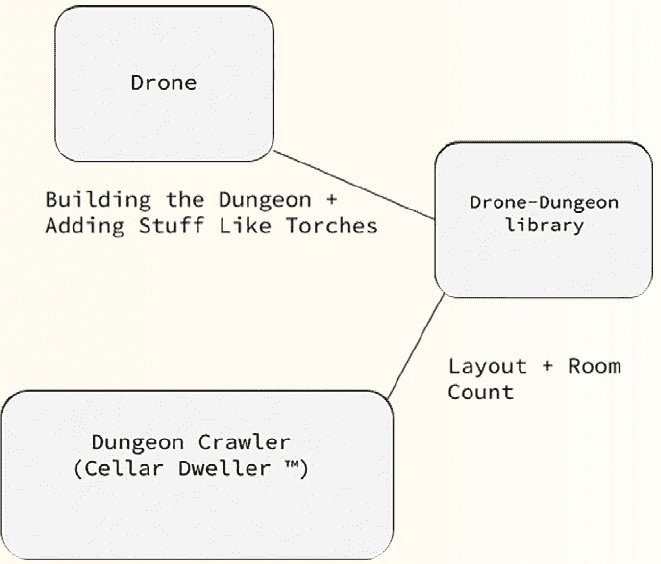 Drone
Building the Dungeon +
Adding Stuff Like Torches
Drone-Dungeon
library
Layout + Room
Count
Dungeon Crawler
(Cellar Dweller ™)